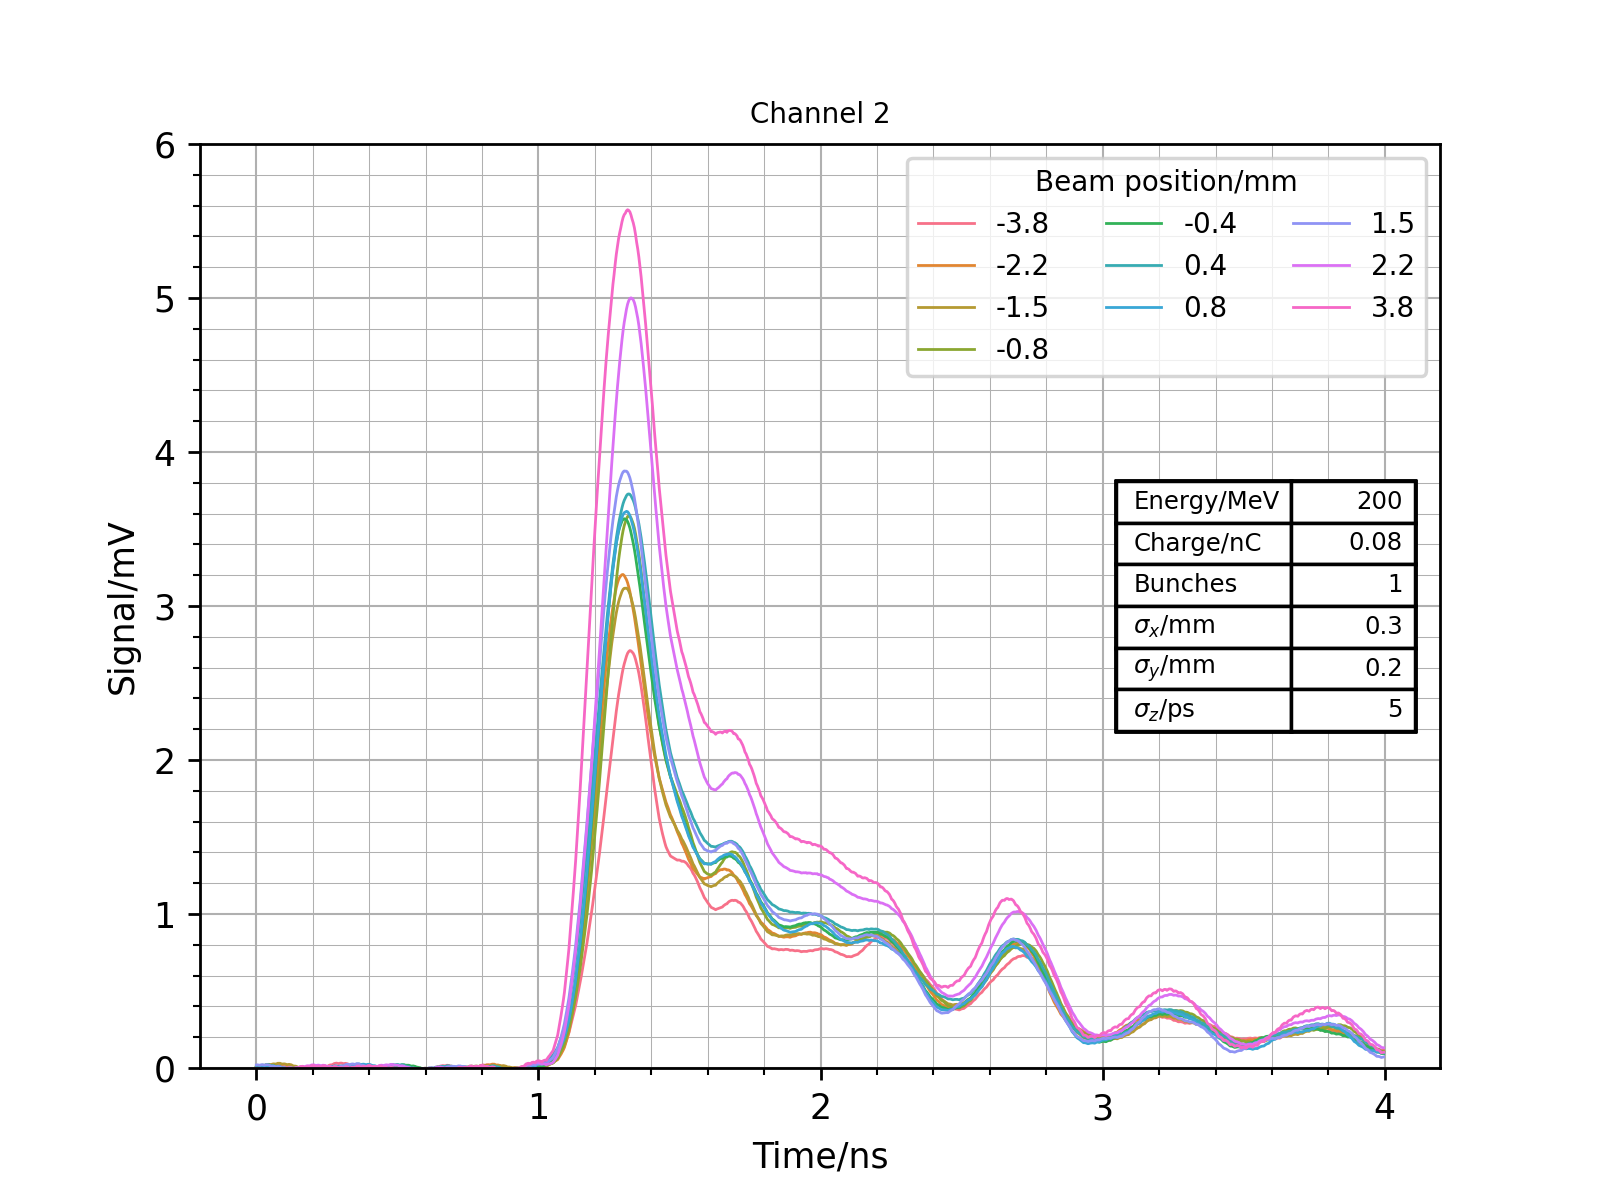 Channel 2
Signal/mV
6
5
4
3
2
1
0
0 1 2 3 4
Time/ns
Beam position/mm
-3.8 -0.4 1.5
-2.2 0.4 2.2
-1.5 0.8 3.8
-0.8
Energy/MeV 200
Charge/nC 0.08
Bunches 1
σx/mm 0.3
σy/mm 0.2
σz/ps 5